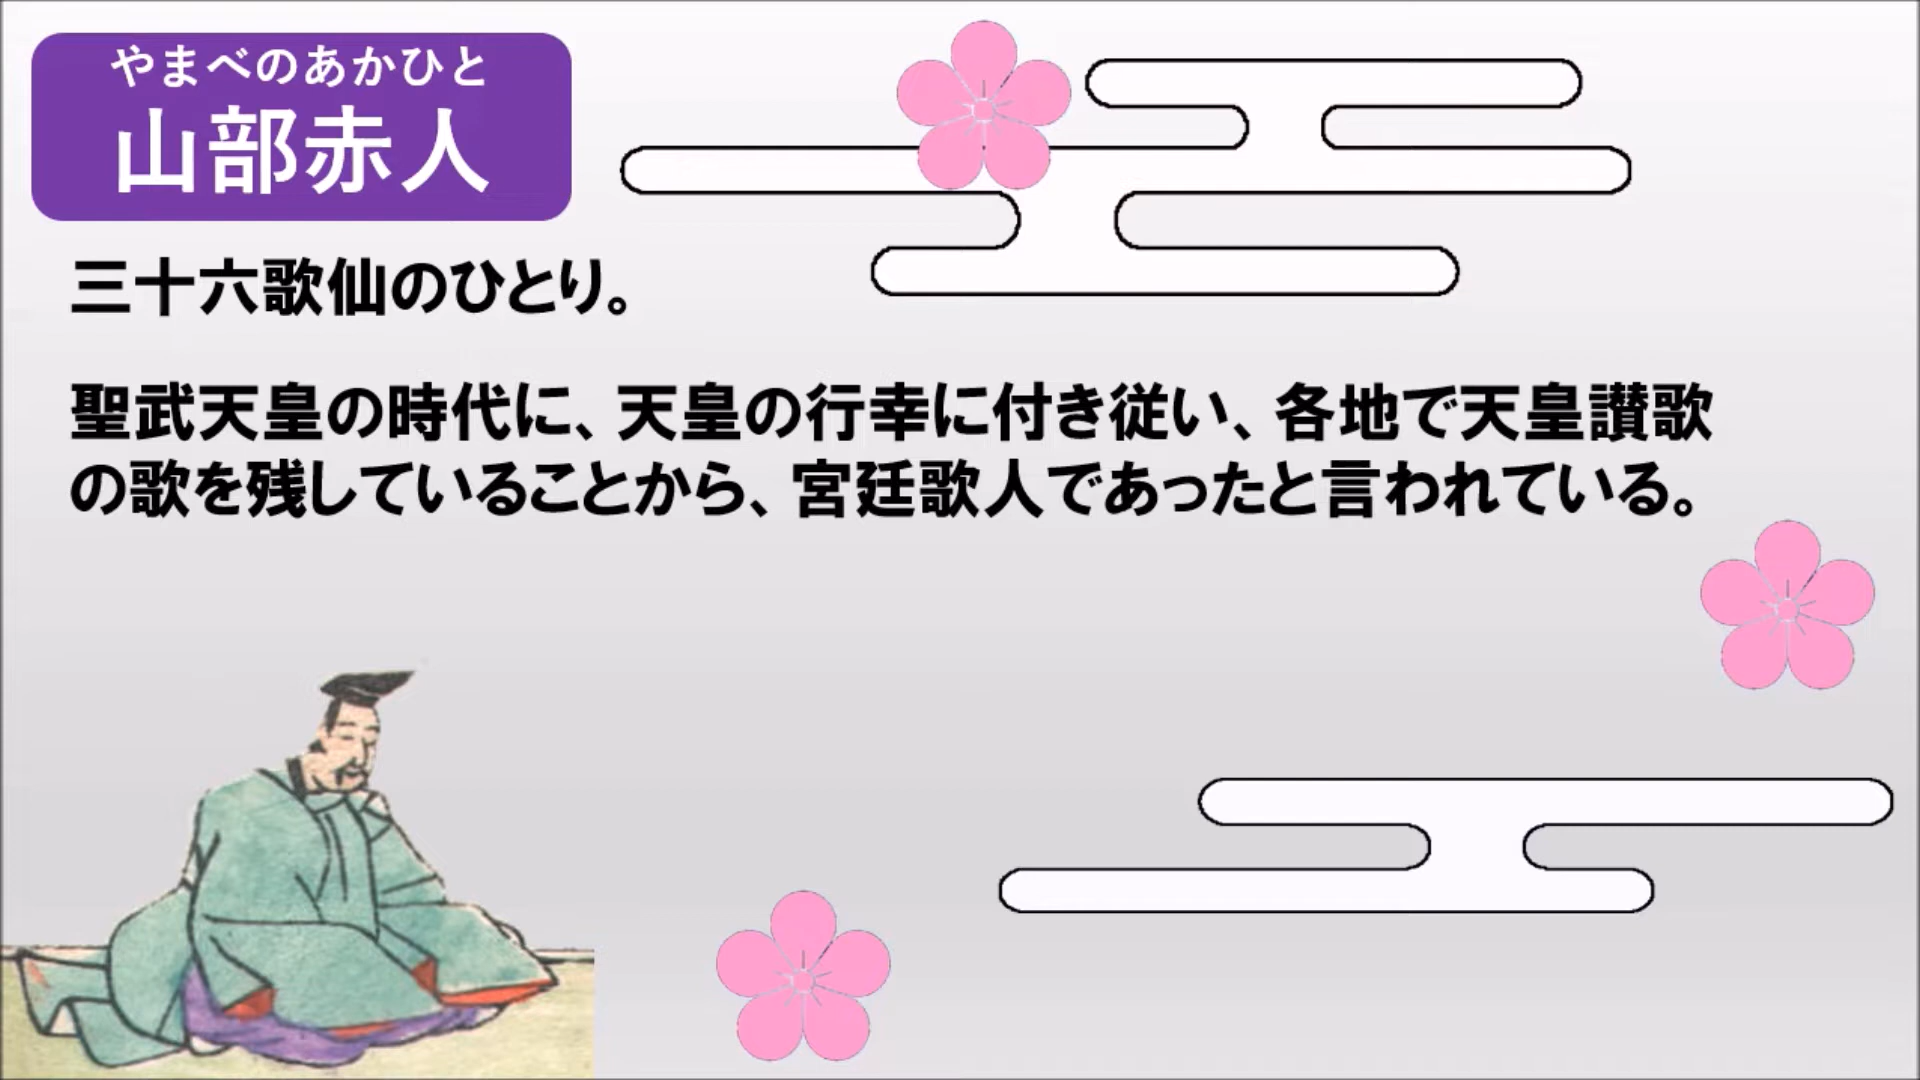 やまべのあかひと
山部赤人
三十六歌仙のひとり。
聖武天皇の時代に、天皇の行幸に付き従い、各地で天皇讃歌
の歌を残していることから、宮廷歌人であったと言われている。